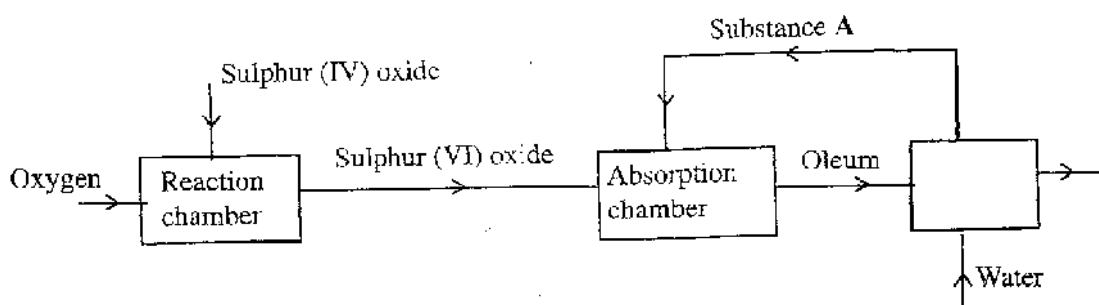 Substance A
Sulphur (IV) oxide
Sulphur (VI) oxide
Oleum
Oxygen
Reaction
chamber
Absorption
chamber
Water